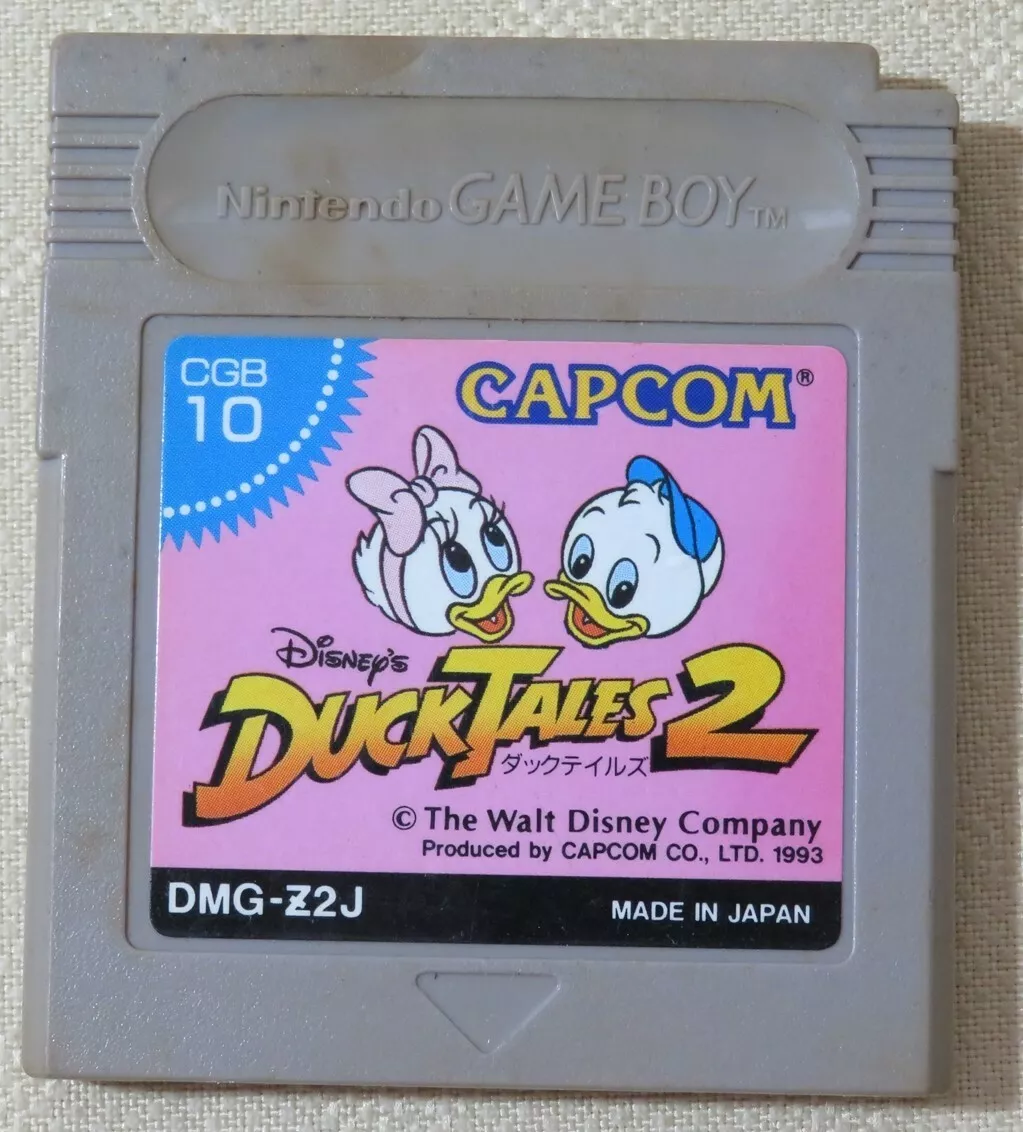 Nintendo GAME BOY™
CGB
10
CAPCOM®
Disney's
DUCKTALES 2
ダックテイルズ
© The Walt Disney Company
Produced by CAPCOM CO., LTD. 1993
DMG-Z2J
MADE IN JAPAN